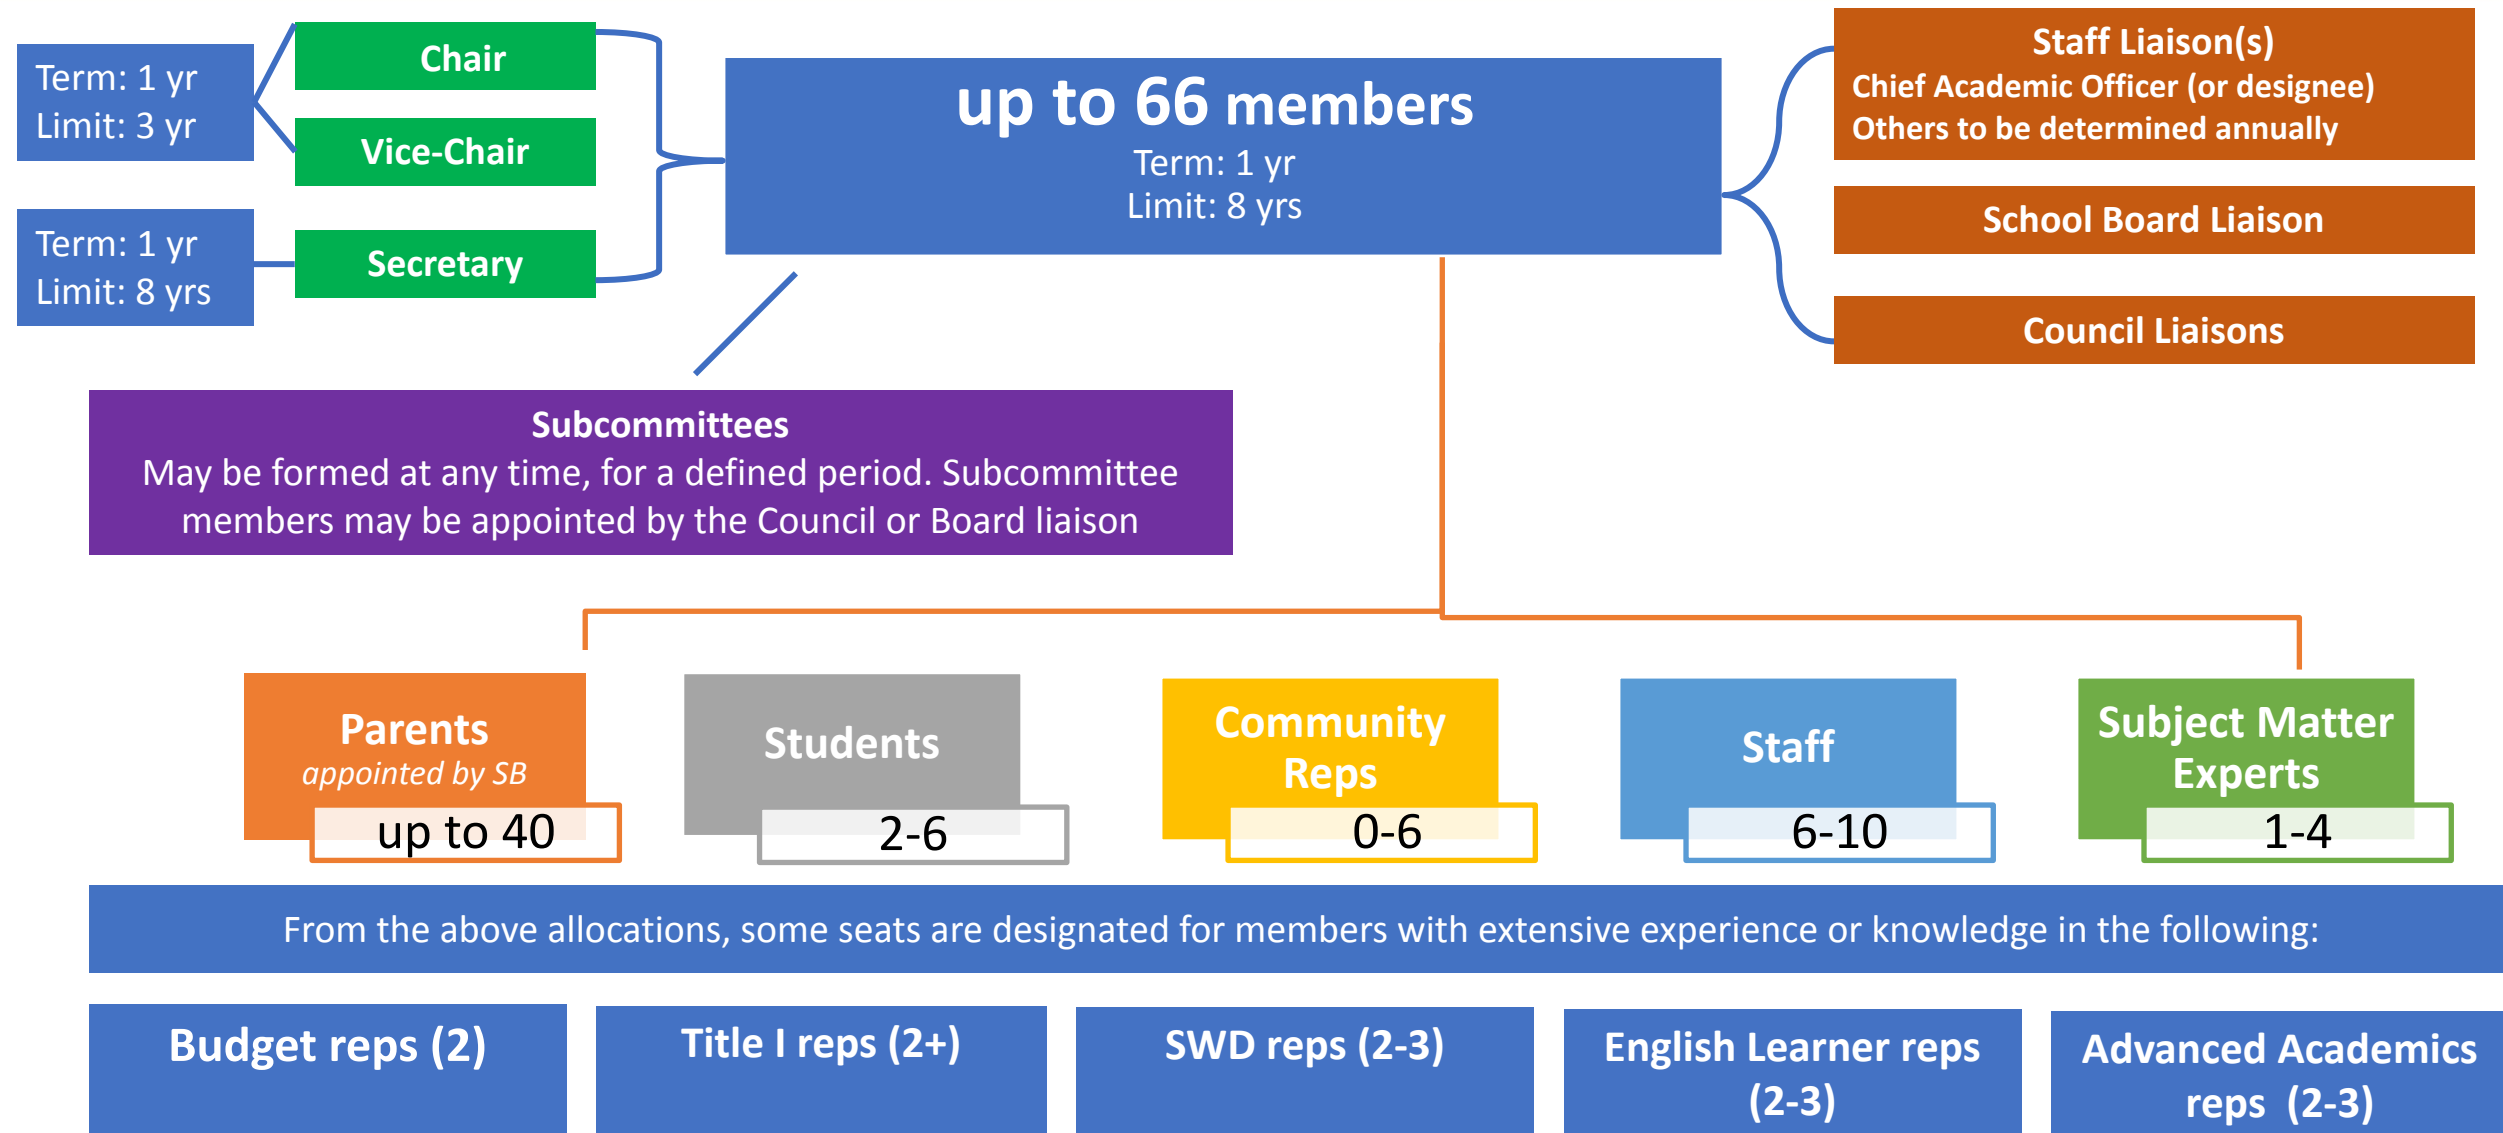 Term: 1 yr
Limit: 3 yr
Chair
Vice-Chair
Term: 1 yr
Limit: 8 yrs
Secretary
up to 66 members
Term: 1 yr
Limit: 8 yrs
Staff Liaison(s)
Chief Academic Officer (or designee)
Others to be determined annually
School Board Liaison
Council Liaisons
Subcommittees
May be formed at any time, for a defined period. Subcommittee
members may be appointed by the Council or Board liaison
Parents
appointed by SB
up to 40
Students
2-6
Community
Reps
0-6
Staff
6-10
Subject Matter
Experts
1-4
From the above allocations, some seats are designated for members with extensive experience or knowledge in the following:
Budget reps (2)
Title I reps (2+)
SWD reps (2-3)
English Learner reps
(2-3)
Advanced Academics
reps (2-3)